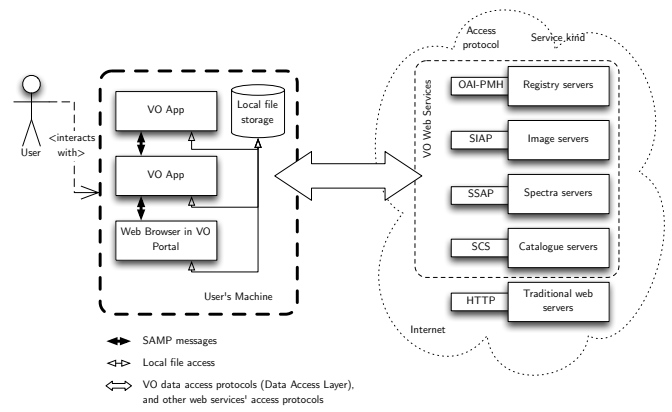 Access
protocol
Service kind
VO Web Services
OAI-PMH
Registry servers
SIAP
Image servers
SSAP
Spectra servers
SCS
Catalogue servers
HTTP
Traditional web
servers
Internet
User
<interacts
with>
VO App
Local file
storage
VO App
Web Browser in VO
Portal
User's Machine
SAMP messages
Local file access
VO data access protocols (Data Access Layer),
and other web services' access protocols